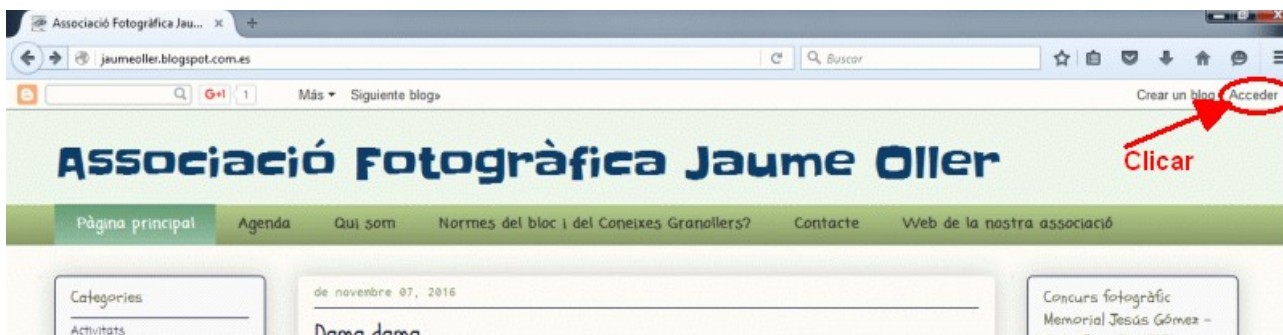 Associació Fotogràfica Jau...
jaumeoller.blogspot.com.es
Buscar
G+1 1 Más Siguiente blog»
Crear un blog Acceder
Associació Fotogràfica Jaume Oller
Clicar
Pàgina principal Agenda Qui som Normes del bloc i del Coneixes Granollers? Contacte Web de la nostra associació
Categories
Activitats
de novembre 07, 2016
Dama dama
Concurs fotogràfic
Memorial Jesús Gómez -